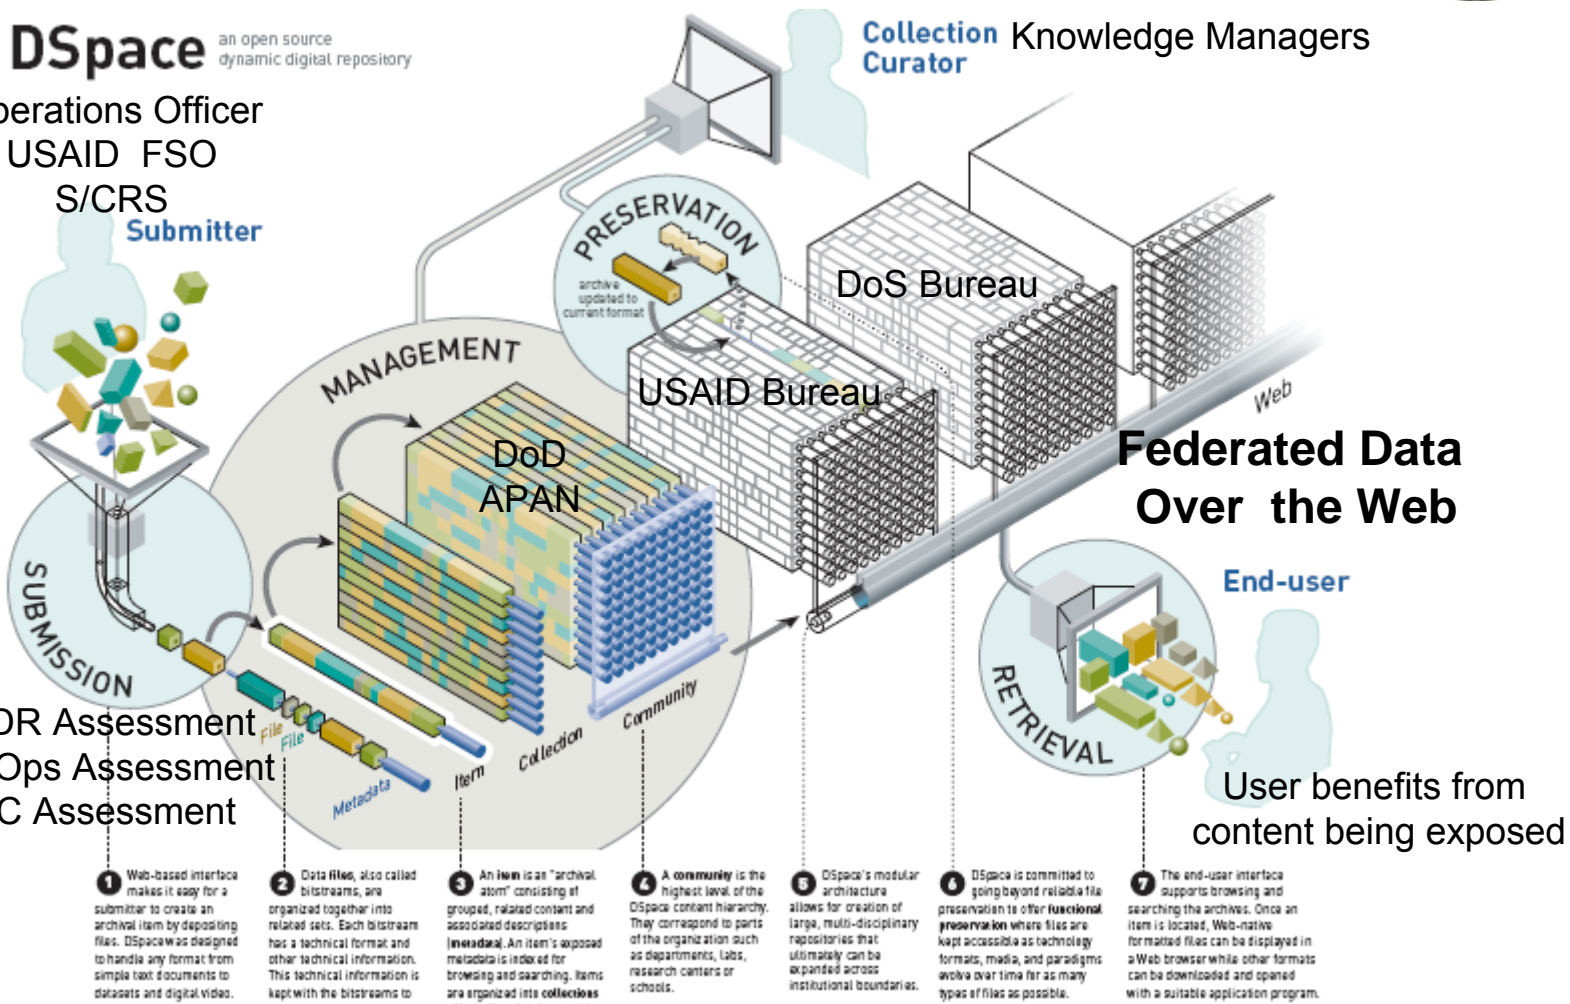 DSpace
an open source
dynamic digital repository
Collection
Curator
Knowledge Managers
perations Officer
USAID FSO
S/CRS
Submitter
PRESERVATION
archive
updated to
current format
DoS Bureau
MANAGEMENT
USAID Bureau
Web
DoD
APAN
Federated Data
Over the Web
SUBMISSION
End-user
RETRIEVAL
DR Assessment
Ops Assessment
C Assessment
File
File
Metadata
Item
Collection
Community
User benefits from
content being exposed
1 Web-based interface
makes it easy for a
submitter to create an
archival item by depositing
files. DSpace was designed
to handle any format from
simple text documents to
datasets and digital video.
2 Data files, also called
bitstreams, are
organized together into
related sets. Each bitstream
has a technical format and
other technical information.
This technical information is
kept with the bitstreams to
3 An item is an "archival
atom" consisting of
grouped, related content and
associated descriptions
(metadata). An item's exposed
metadata is indexed for
browsing and searching. Items
are organized into collections
4 A community is the
highest level of the
DSpace content hierarchy.
They correspond to parts
of the organization such
as departments, labs,
research centers or
schools.
5 DSpace's modular
architecture
allows for creation of
large, multi-disciplinary
repositories that
ultimately can be
expanded across
institutional boundaries.
6 DSpace is committed to
going beyond reliable file
preservation to offer functional
preservation where files are
kept accessible as technology
formats, media, and paradigms
evolve over time for as many
types of files as possible.
7 The end-user interface
supports browsing and
searching the archives. Once an
item is located, Web-native
formatted files can be displayed in
a Web browser while other formats
can be downloaded and opened
with a suitable application program.